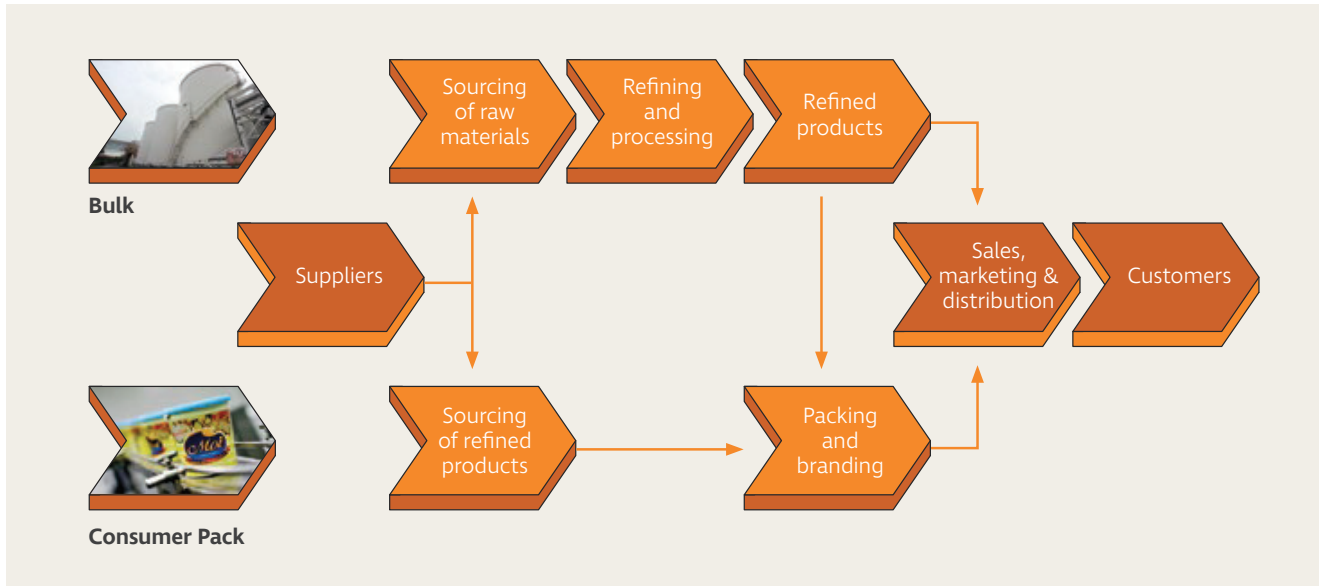 Sourcing
of raw
materials
Refining
and
processing
Refined
products
Bulk
Suppliers
Sales,
marketing &
distribution
Customers
Sourcing
of refined
products
Packing
and
branding
Consumer Pack